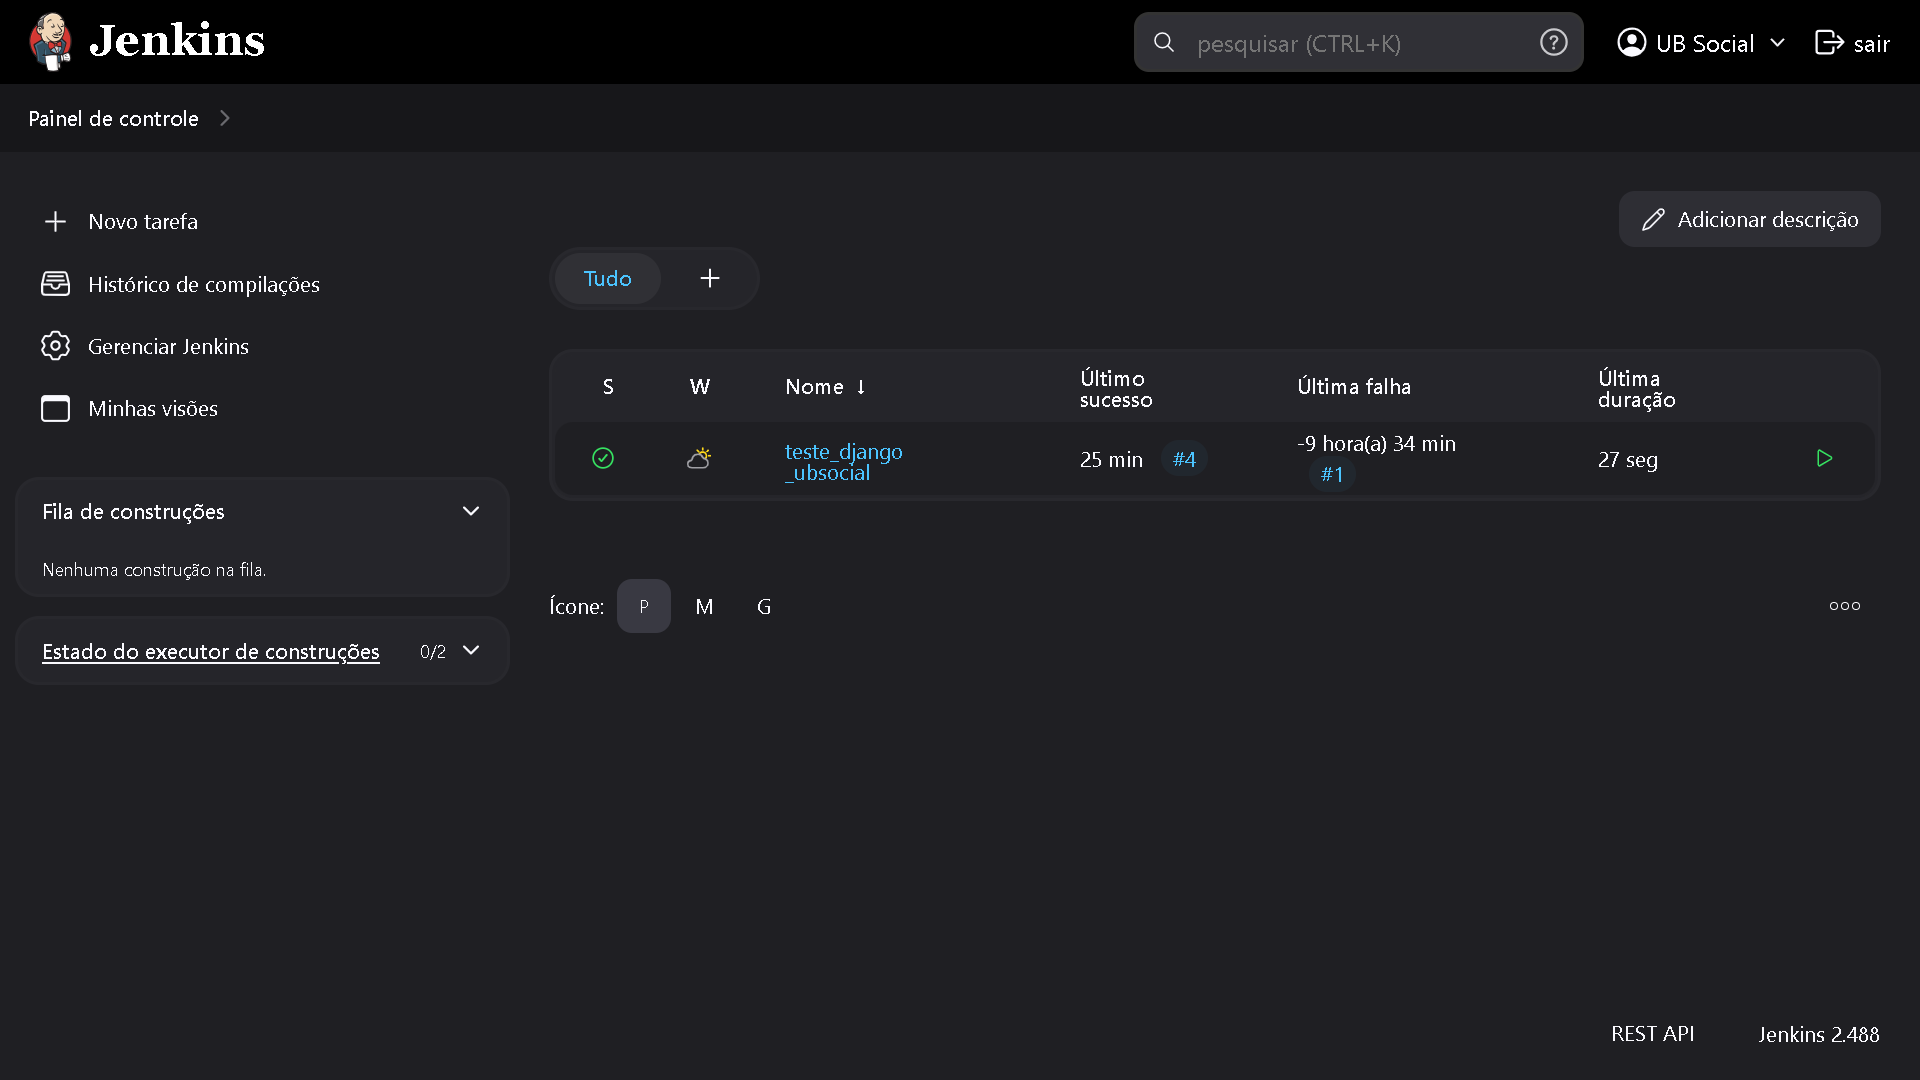 Jenkins
pesquisar (CTRL+K)
UB Social
sair
Painel de controle
Novo tarefa
Histórico de compilações
Gerenciar Jenkins
Minhas visões
Fila de construções
Nenhuma construção na fila.
Estado do executor de construções
0/2
Adicionar descrição
Tudo
S
W
Nome ↓
Último
sucesso
Última falha
Última
duração
teste_django
_ubsocial
25 min
#4
-9 hora(a) 34 min
#1
27 seg
Ícone:
P
M
G
REST API
Jenkins 2.488